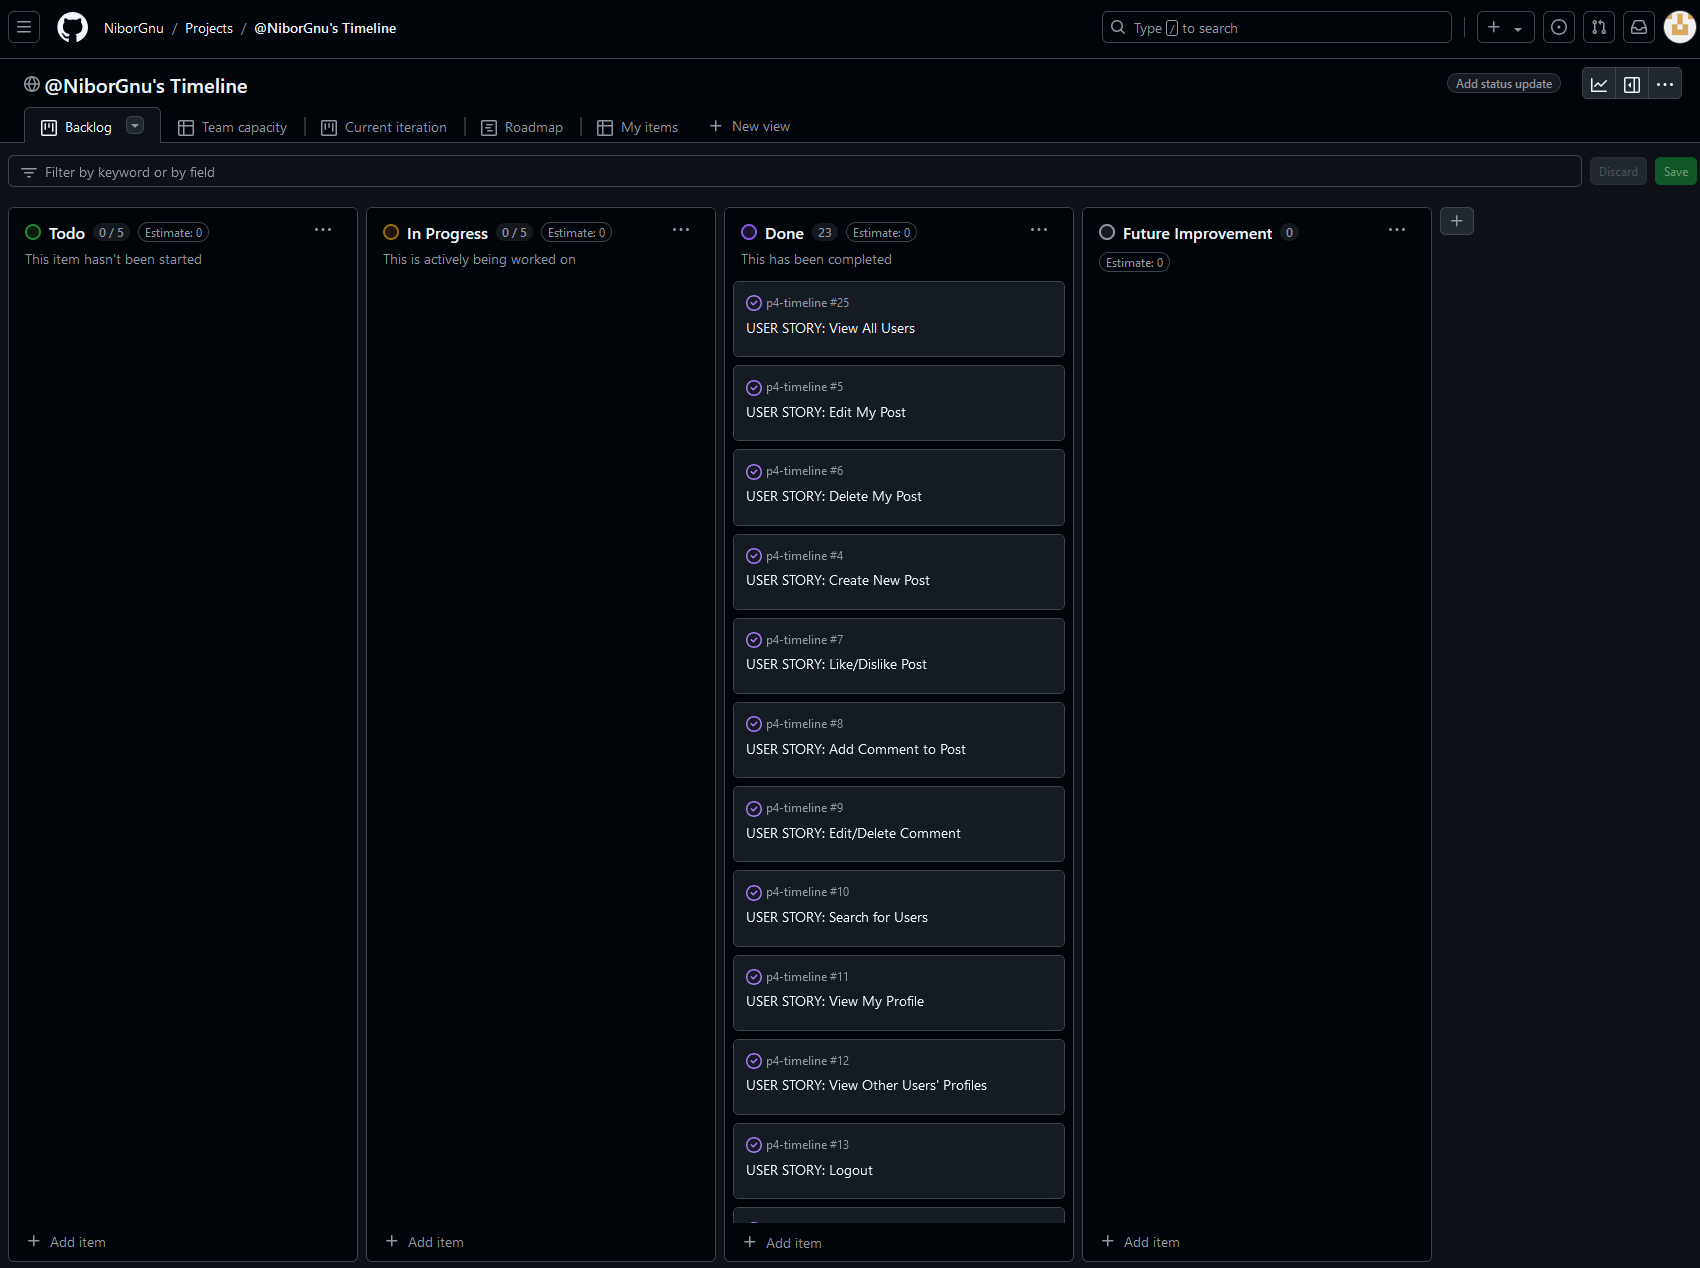 NiborGnu / Projects / @NiborGnu's Timeline
Type / to search
@NiborGnu's Timeline
Add status update
Backlog
Team capacity
Current iteration
Roadmap
My items
New view
Filter by keyword or by field
Discard
Save
Todo 0 / 5 Estimate: 0
This item hasn't been started
Add item
In Progress 0 / 5 Estimate: 0
This is actively being worked on
Add item
Done 23 Estimate: 0
This has been completed
p4-timeline #25
USER STORY: View All Users
p4-timeline #5
USER STORY: Edit My Post
p4-timeline #6
USER STORY: Delete My Post
p4-timeline #4
USER STORY: Create New Post
p4-timeline #7
USER STORY: Like/Dislike Post
p4-timeline #8
USER STORY: Add Comment to Post
p4-timeline #9
USER STORY: Edit/Delete Comment
p4-timeline #10
USER STORY: Search for Users
p4-timeline #11
USER STORY: View My Profile
p4-timeline #12
USER STORY: View Other Users' Profiles
p4-timeline #13
USER STORY: Logout
Add item
Future Improvement 0
Estimate: 0
Add item